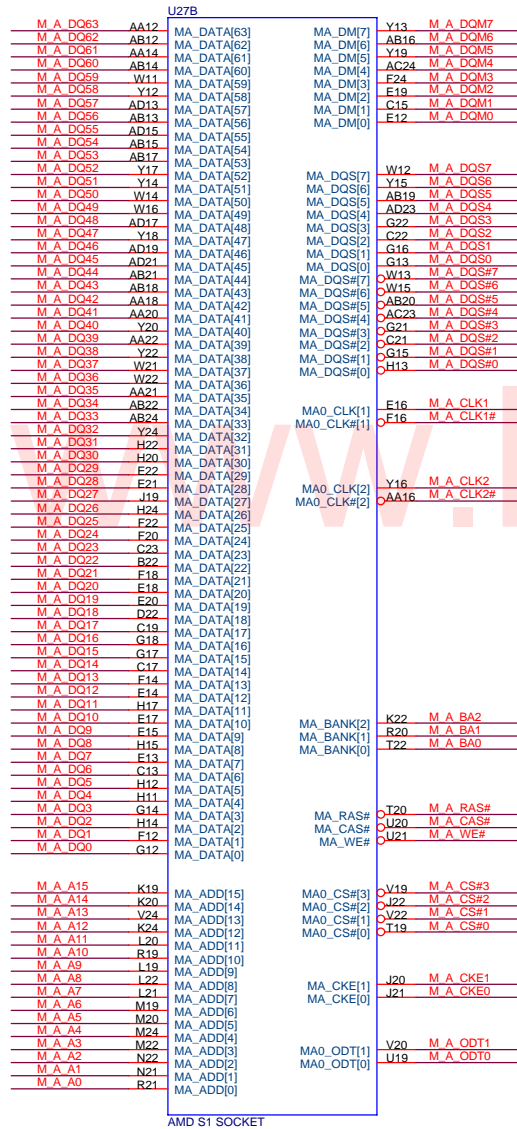 U27B
M_A_DQ63 AA12 MA_DATA[63]
M_A_DQ62 AB12 MA_DATA[62]
M_A_DQ61 AA14 MA_DATA[61]
M_A_DQ60 AB14 MA_DATA[60]
M_A_DQ59 W11 MA_DATA[59]
M_A_DQ58 Y12 MA_DATA[58]
M_A_DQ57 AD13 MA_DATA[57]
M_A_DQ56 AB13 MA_DATA[56]
M_A_DQ55 AD15 MA_DATA[55]
M_A_DQ54 AB15 MA_DATA[54]
M_A_DQ53 AB17 MA_DATA[53]
M_A_DQ52 Y17 MA_DATA[52]
M_A_DQ51 Y14 MA_DATA[51]
M_A_DQ50 W14 MA_DATA[50]
M_A_DQ49 W16 MA_DATA[49]
M_A_DQ48 AD17 MA_DATA[48]
M_A_DQ47 Y18 MA_DATA[47]
M_A_DQ46 AD19 MA_DATA[46]
M_A_DQ45 AD21 MA_DATA[45]
M_A_DQ44 AB21 MA_DATA[44]
M_A_DQ43 AB18 MA_DATA[43]
M_A_DQ42 AA18 MA_DATA[42]
M_A_DQ41 AA20 MA_DATA[41]
M_A_DQ40 Y20 MA_DATA[40]
M_A_DQ39 AA22 MA_DATA[39]
M_A_DQ38 Y22 MA_DATA[38]
M_A_DQ37 W21 MA_DATA[37]
M_A_DQ36 W22 MA_DATA[36]
M_A_DQ35 AA21 MA_DATA[35]
M_A_DQ34 AB22 MA_DATA[34]
M_A_DQ33 AB24 MA_DATA[33]
M_A_DQ32 Y24 MA_DATA[32]
M_A_DQ31 H22 MA_DATA[31]
M_A_DQ30 H20 MA_DATA[30]
M_A_DQ29 E22 MA_DATA[29]
M_A_DQ28 E21 MA_DATA[28]
M_A_DQ27 J19 MA_DATA[27]
M_A_DQ26 H24 MA_DATA[26]
M_A_DQ25 F22 MA_DATA[25]
M_A_DQ24 F20 MA_DATA[24]
M_A_DQ23 C23 MA_DATA[23]
M_A_DQ22 B22 MA_DATA[22]
M_A_DQ21 F18 MA_DATA[21]
M_A_DQ20 E18 MA_DATA[20]
M_A_DQ19 E20 MA_DATA[19]
M_A_DQ18 D22 MA_DATA[18]
M_A_DQ17 C19 MA_DATA[17]
M_A_DQ16 G18 MA_DATA[16]
M_A_DQ15 G17 MA_DATA[15]
M_A_DQ14 C17 MA_DATA[14]
M_A_DQ13 F14 MA_DATA[13]
M_A_DQ12 E14 MA_DATA[12]
M_A_DQ11 H17 MA_DATA[11]
M_A_DQ10 E17 MA_DATA[10]
M_A_DQ9 E15 MA_DATA[9]
M_A_DQ8 H15 MA_DATA[8]
M_A_DQ7 E13 MA_DATA[7]
M_A_DQ6 C13 MA_DATA[6]
M_A_DQ5 H12 MA_DATA[5]
M_A_DQ4 H11 MA_DATA[4]
M_A_DQ3 G14 MA_DATA[3]
M_A_DQ2 H14 MA_DATA[2]
M_A_DQ1 F12 MA_DATA[1]
M_A_DQ0 G12 MA_DATA[0]
M_A_A15 K19 MA_ADD[15]
M_A_A14 K20 MA_ADD[14]
M_A_A13 V24 MA_ADD[13]
M_A_A12 K24 MA_ADD[12]
M_A_A11 L20 MA_ADD[11]
M_A_A10 R19 MA_ADD[10]
M_A_A9 L19 MA_ADD[9]
M_A_A8 L22 MA_ADD[8]
M_A_A7 L21 MA_ADD[7]
M_A_A6 M19 MA_ADD[6]
M_A_A5 M20 MA_ADD[5]
M_A_A4 M24 MA_ADD[4]
M_A_A3 M22 MA_ADD[3]
M_A_A2 N22 MA_ADD[2]
M_A_A1 N21 MA_ADD[1]
M_A_A0 R21 MA_ADD[0]
MA_DM[7] Y13 M_A_DQM7
MA_DM[6] AB16 M_A_DQM6
MA_DM[5] Y19 M_A_DQM5
MA_DM[4] AC24 M_A_DQM4
MA_DM[3] F24 M_A_DQM3
MA_DM[2] E19 M_A_DQM2
MA_DM[1] C15 M_A_DQM1
MA_DM[0] E12 M_A_DQM0
MA_DQS[7] W12 M_A_DQS7
MA_DQS[6] Y15 M_A_DQS6
MA_DQS[5] AB19 M_A_DQS5
MA_DQS[4] AD23 M_A_DQS4
MA_DQS[3] G22 M_A_DQS3
MA_DQS[2] C22 M_A_DQS2
MA_DQS[1] G16 M_A_DQS1
MA_DQS[0] G13 M_A_DQS0
MA_DQS#[7] W13 M_A_DQS#7
MA_DQS#[6] W15 M_A_DQS#6
MA_DQS#[5] AB20 M_A_DQS#5
MA_DQS#[4] AC23 M_A_DQS#4
MA_DQS#[3] G21 M_A_DQS#3
MA_DQS#[2] C21 M_A_DQS#2
MA_DQS#[1] G15 M_A_DQS#1
MA_DQS#[0] H13 M_A_DQS#0
MA0_CLK[1] E16 M_A_CLK1
MA0_CLK#[1] F16 M_A_CLK1#
MA0_CLK[2] Y16 M_A_CLK2
MA0_CLK#[2] AA16 M_A_CLK2#
MA_BANK[2] K22 M_A_BA2
MA_BANK[1] R20 M_A_BA1
MA_BANK[0] T22 M_A_BA0
MA_RAS# T20 M_A_RAS#
MA_CAS# U20 M_A_CAS#
MA_WE# U21 M_A_WE#
MA0_CS#[3] V19 M_A_CS#3
MA0_CS#[2] J22 M_A_CS#2
MA0_CS#[1] V22 M_A_CS#1
MA0_CS#[0] T19 M_A_CS#0
MA_CKE[1] J20 M_A_CKE1
MA_CKE[0] J21 M_A_CKE0
MA0_ODT[1] V20 M_A_ODT1
MA0_ODT[0] U19 M_A_ODT0
AMD S1 SOCKET
www.